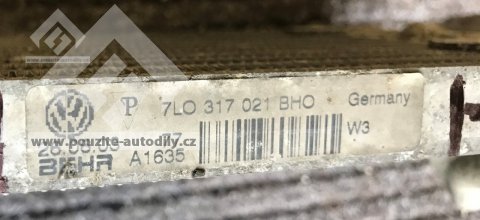 P 7L0 317 021 BHO Germany
www.pouzite-autodily.cz
W3
BEHR A1635